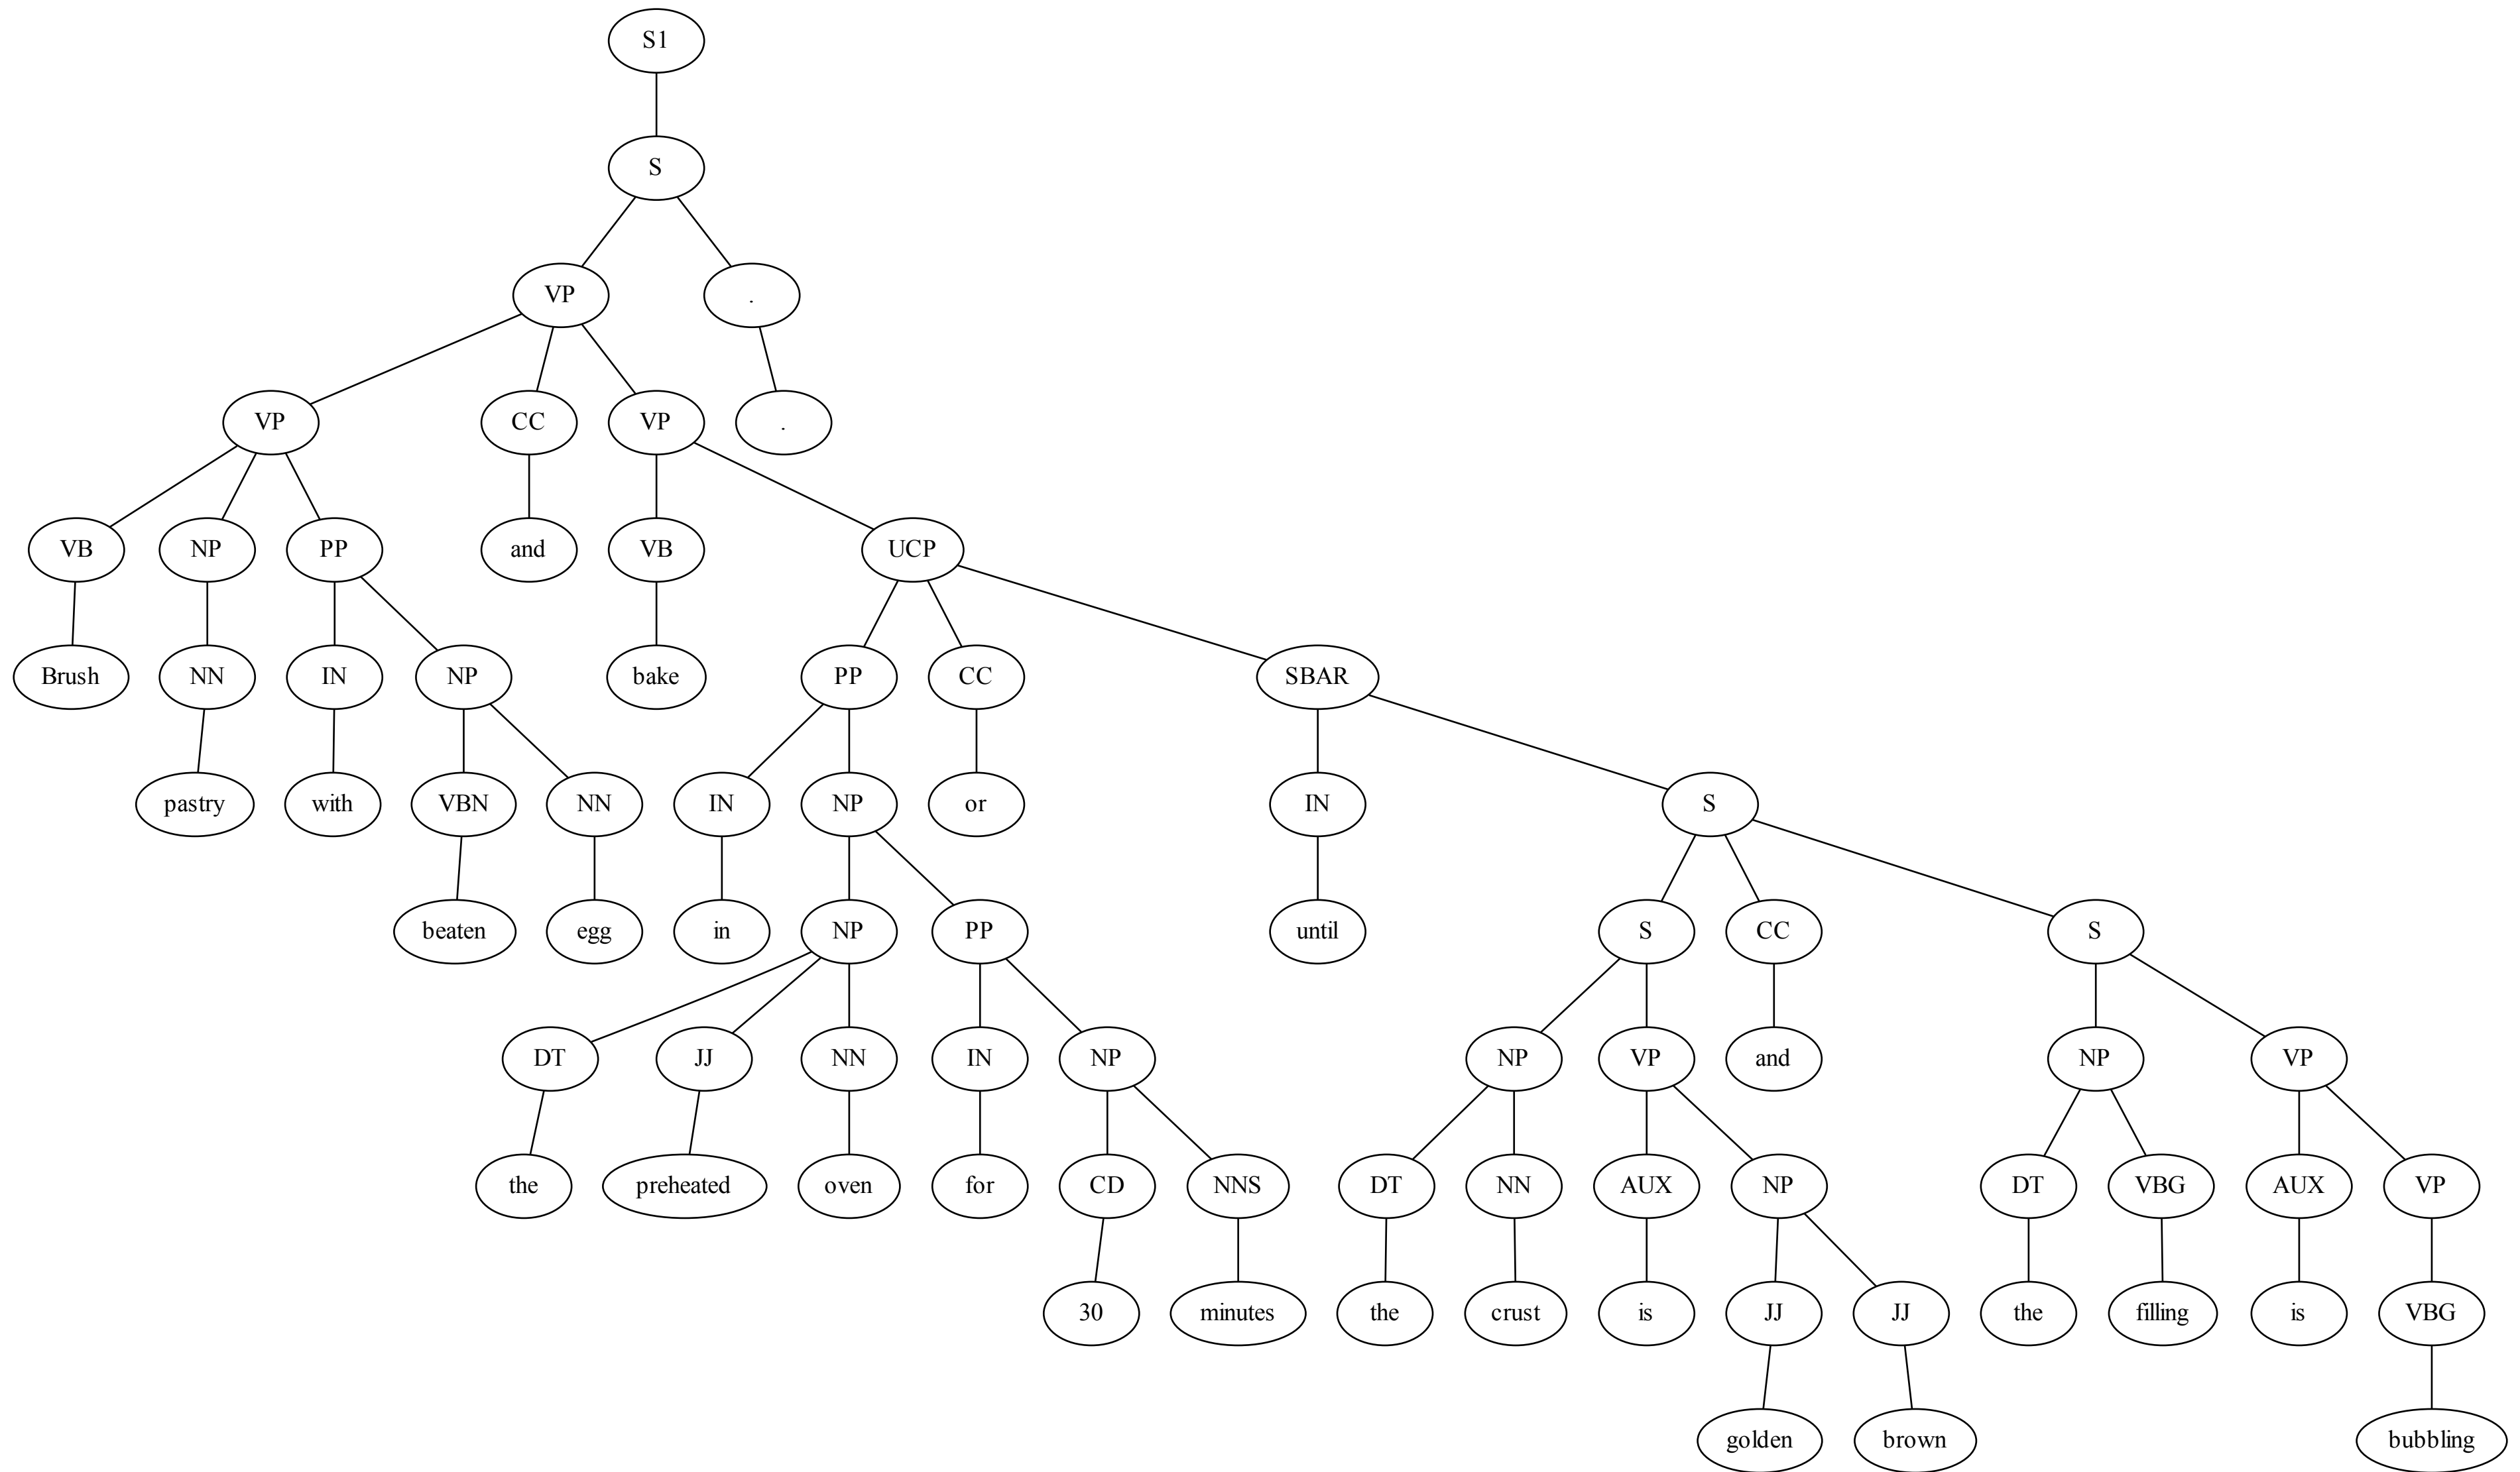 S1
S
VP .
VP CC VP .
VB NP PP and VB UCP
Brush NN IN NP bake PP CC SBAR
pastry with VBN NN IN NP or IN S
beaten egg in NP PP until S CC S
DT JJ NN IN NP NP VP and NP VP
the preheated oven for CD NNS DT NN AUX NP DT VBG AUX VP
30 minutes the crust is JJ JJ the filling is VBG
golden brown bubbling